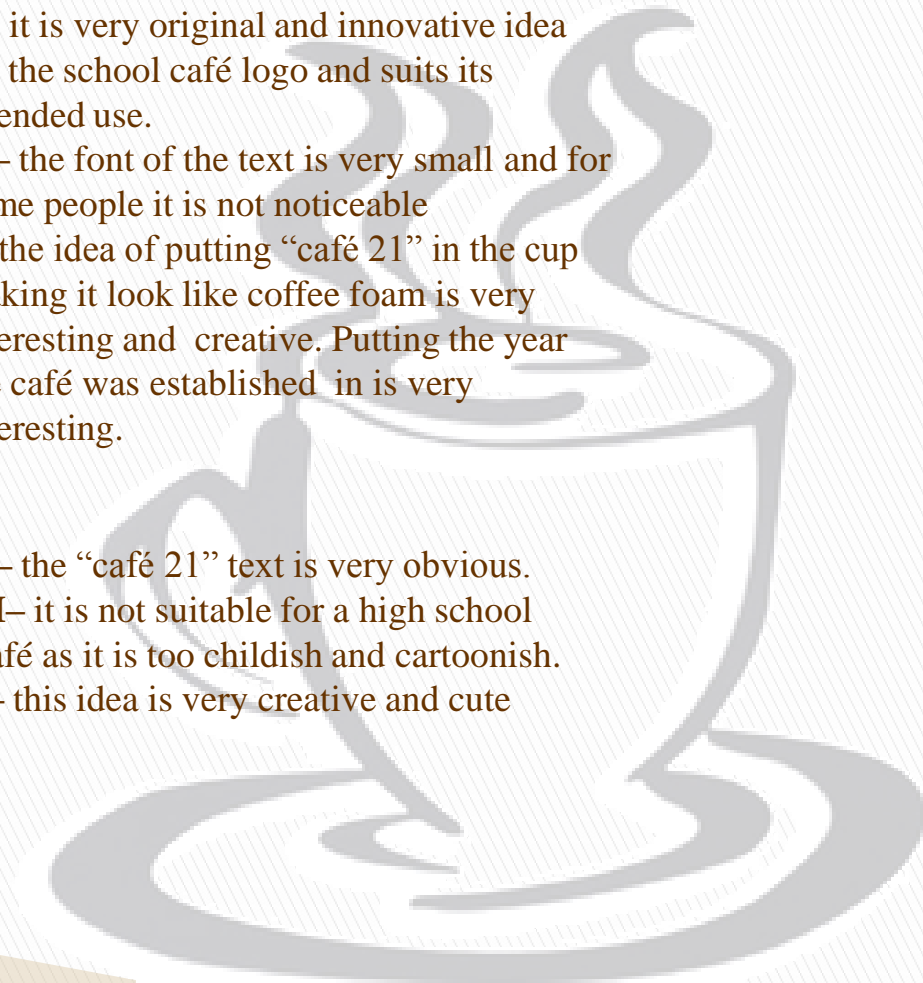 it is very original and innovative idea
the school café logo and suits its
ended use.
– the font of the text is very small and for
me people it is not noticeable
the idea of putting “café 21” in the cup
king it look like coffee foam is very
eresting and creative. Putting the year
café was established in is very
eresting.
– the “café 21” text is very obvious.
– it is not suitable for a high school
afé as it is too childish and cartoonish.
– this idea is very creative and cute